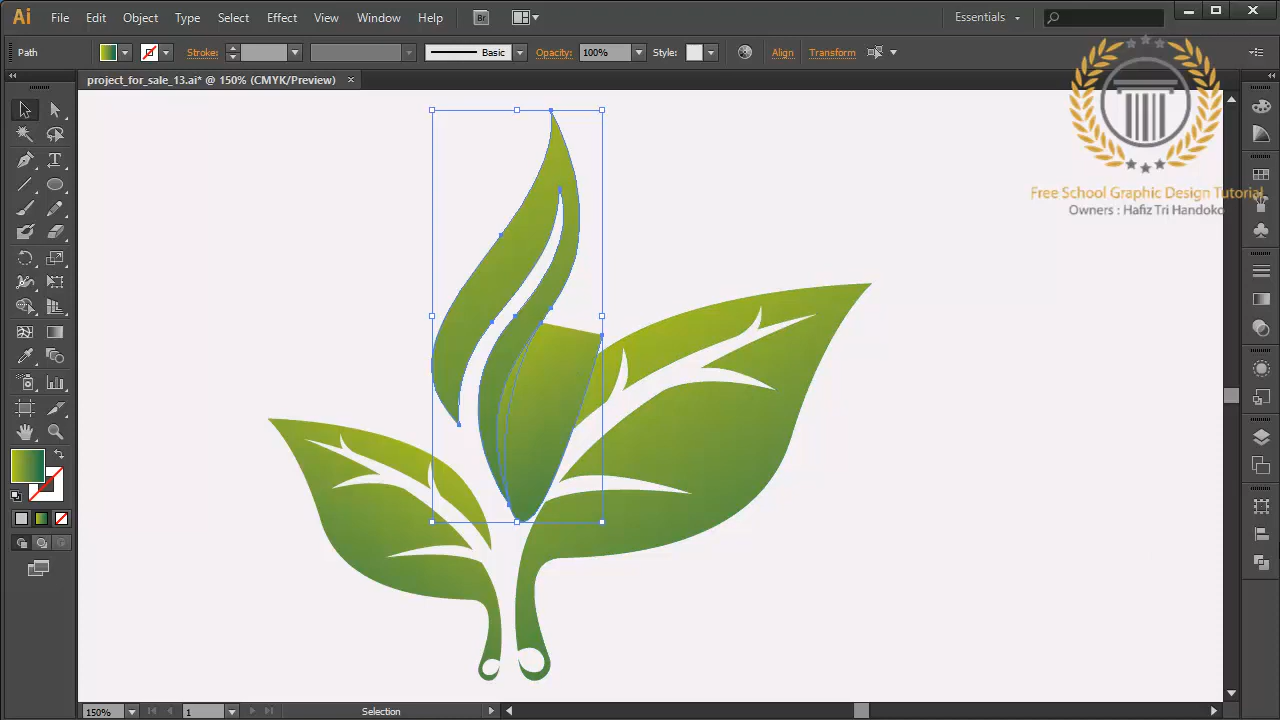 Ai File Edit Object Type Select Effect View Window Help Br Essentials
Path Stroke: Basic Opacity: 100% Style: Align Transform
project_for_sale_13.ai* @ 150% (CMYK/Preview)
Free School Graphic Design Tutorial
Owners : Hafiz Tri Handoko
T
150% 1 Selection